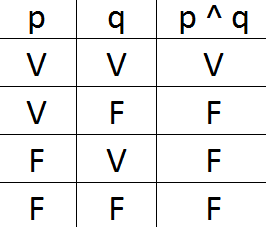 p q p ^ q
V V V
V F F
F V F
F F F